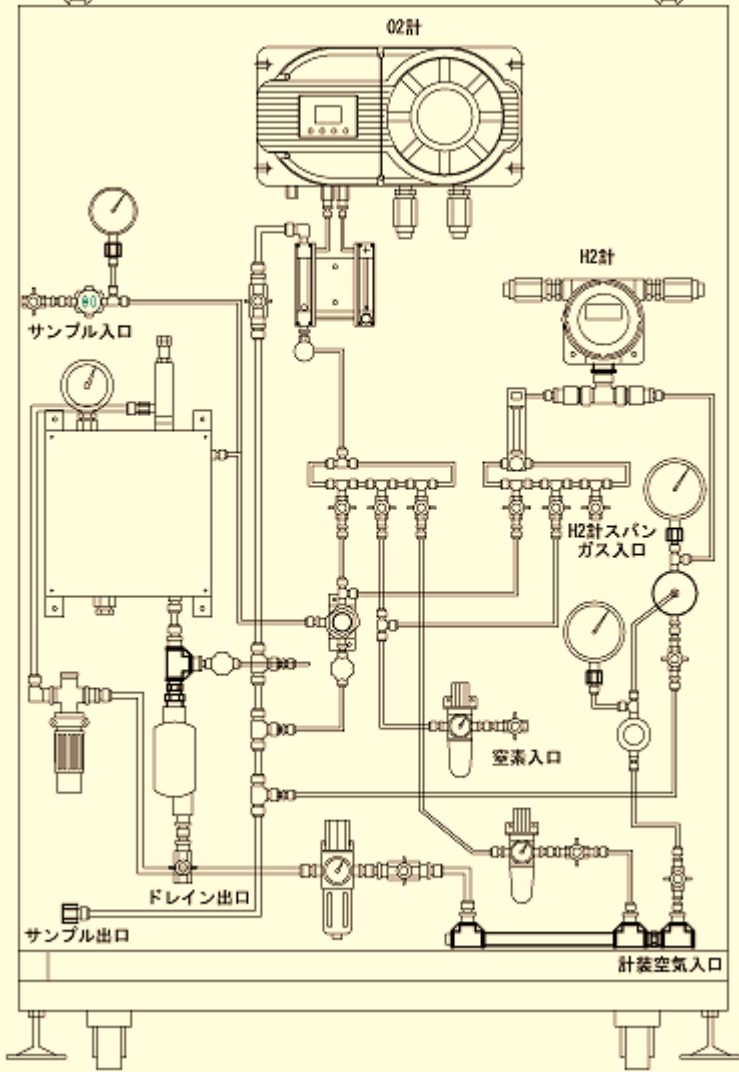 O2計
H2計
サンプル入口
H2計スパン
ガス入口
窒素入口
ドレイン出口
サンプル出口
計装空気入口